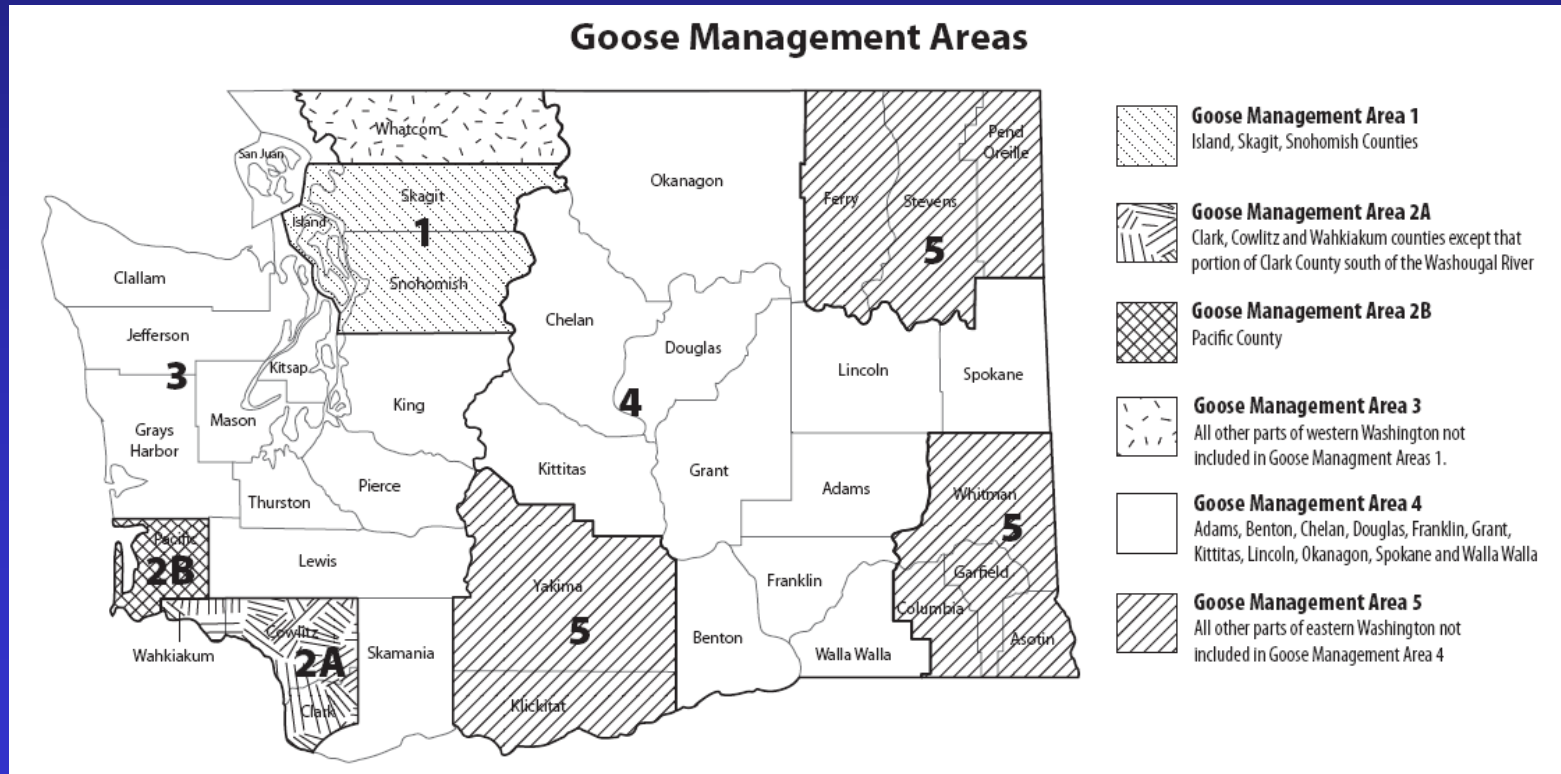 Goose Management Areas
Whatcom
San Juan
Skagit
Island
1
Snohomish
Clallam
Jefferson
3
Kitsap
Mason
Grays
Harbor
King
Pierce
Thurston
Lewis
Pacific
2B
Wahkiakum
Cowlitz
2A
Clark
Skamania
Okanagon
Chelan
Douglas
4
Kittitas
Grant
Lincoln
Spokane
Adams
Ferry
Stevens
Pend
Oreille
5
Yakima
5
Klickitat
Benton
Franklin
Walla Walla
Whitman
5
Garfield
Columbia
Asotin
Goose Management Area 1
Island, Skagit, Snohomish Counties
Goose Management Area 2A
Clark, Cowlitz and Wahkiakum counties except that
portion of Clark County south of the Washougal River
Goose Management Area 2B
Pacific County
Goose Management Area 3
All other parts of western Washington not
included in Goose Managment Areas 1.
Goose Management Area 4
Adams, Benton, Chelan, Douglas, Franklin, Grant,
Kittitas, Lincoln, Okanagon, Spokane and Walla Walla
Goose Management Area 5
All other parts of eastern Washington not
included in Goose Management Area 4